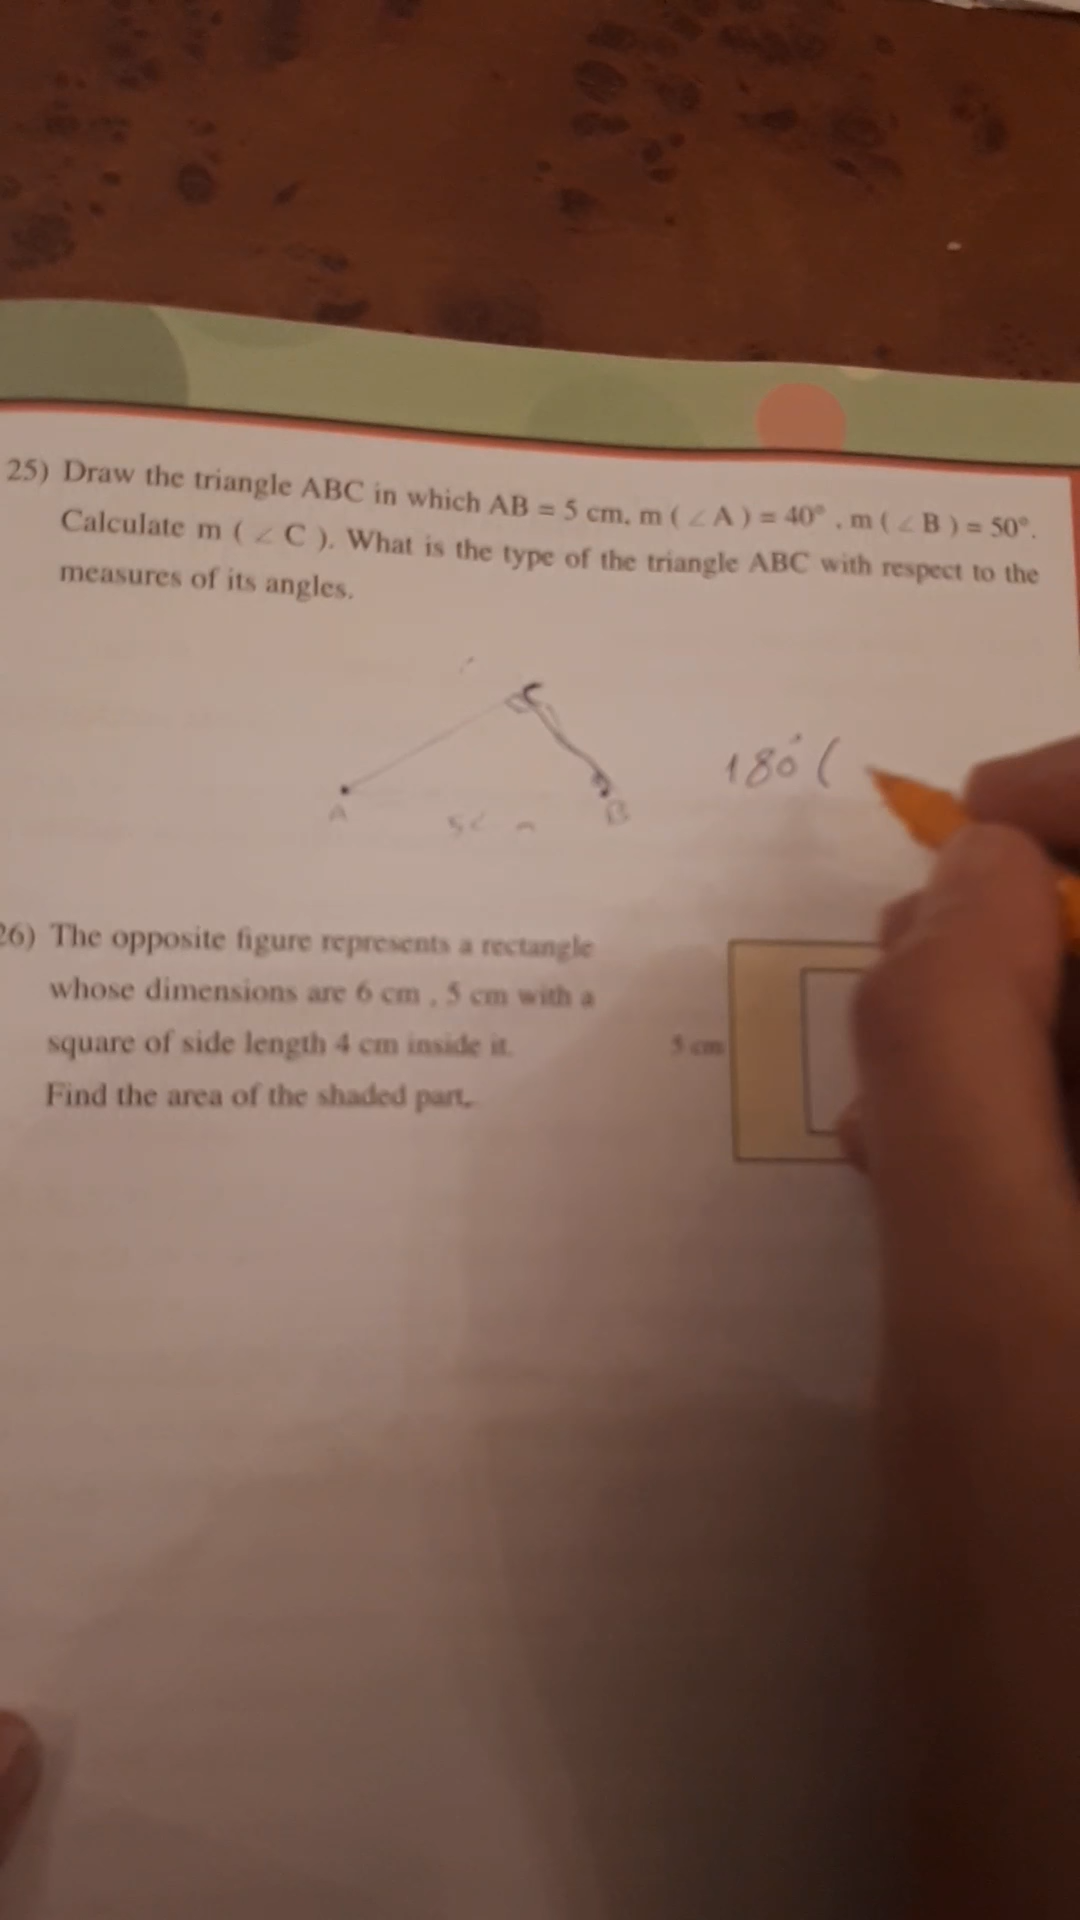 25) Draw the triangle ABC in which AB = 5 cm, m ( ∠ A ) = 40° , m ( ∠ B ) = 50°.
Calculate m ( ∠ C ). What is the type of the triangle ABC with respect to the
measures of its angles.
C
180° (
A
B
26) The opposite figure represents a rectangle
whose dimensions are 6 cm , 5 cm with a
square of side length 4 cm inside it.
5 cm
Find the area of the shaded part.